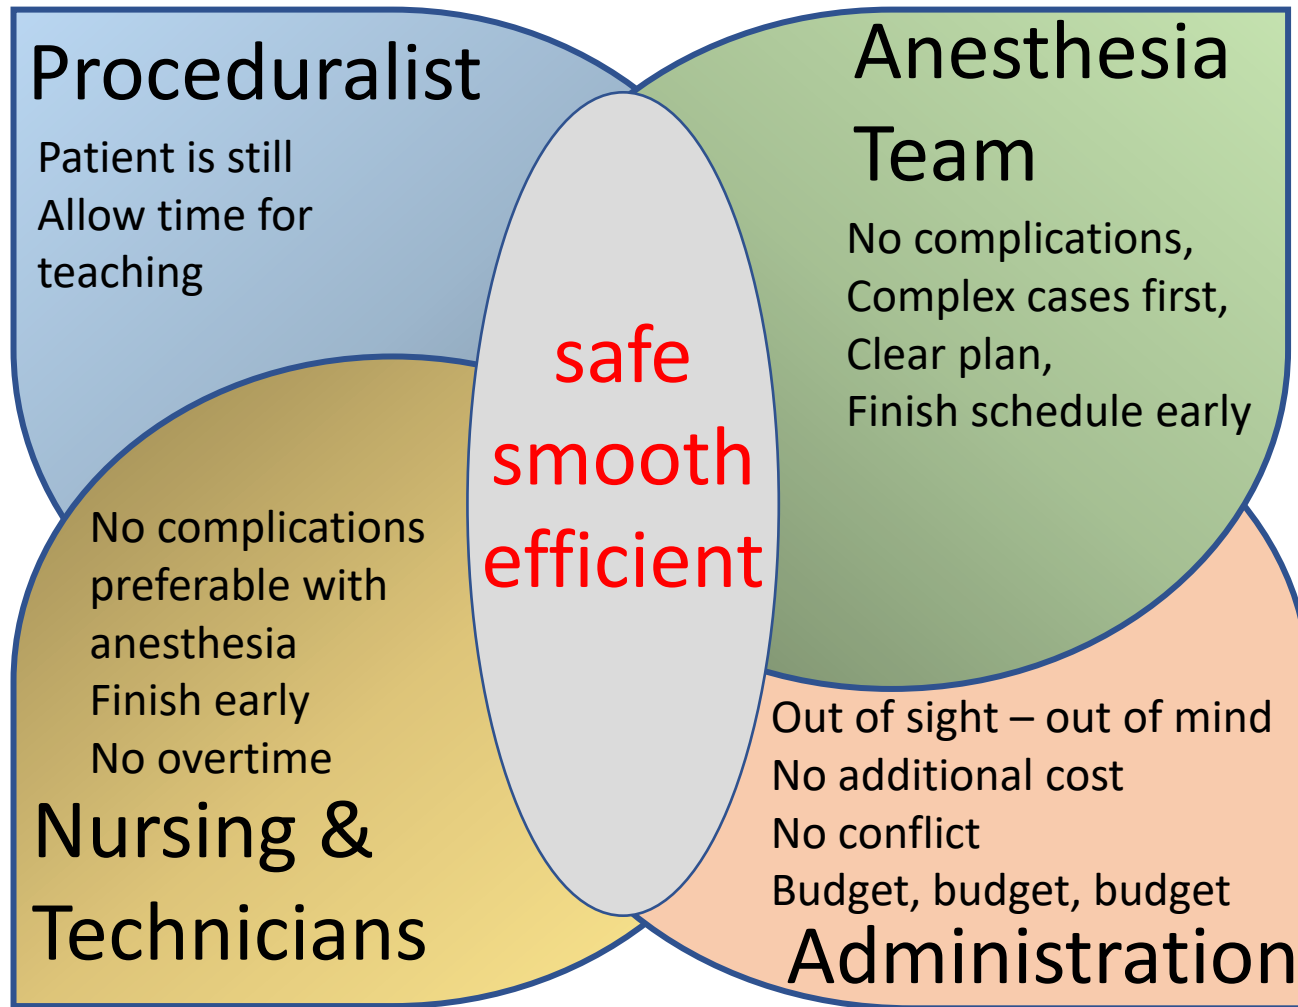 Proceduralist
Patient is still
Allow time for
teaching
Anesthesia
Team
No complications,
Complex cases first,
Clear plan,
Finish schedule early
safe
smooth
efficient
No complications
preferable with
anesthesia
Finish early
No overtime
Nursing &
Technicians
Out of sight – out of mind
No additional cost
No conflict
Budget, budget, budget
Administration